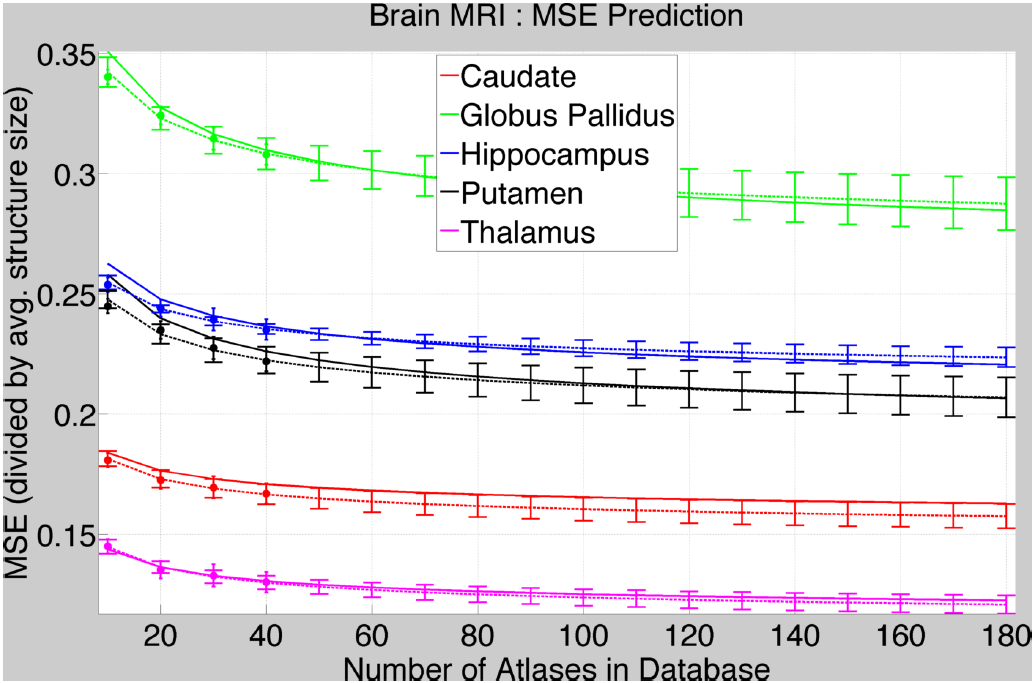 Brain MRI : MSE Prediction
MSE (divided by avg. structure size)
0.35
0.3
0.25
0.2
0.15
Caudate
Globus Pallidus
Hippocampus
Putamen
Thalamus
20 40 60 80 100 120 140 160 180
Number of Atlases in Database